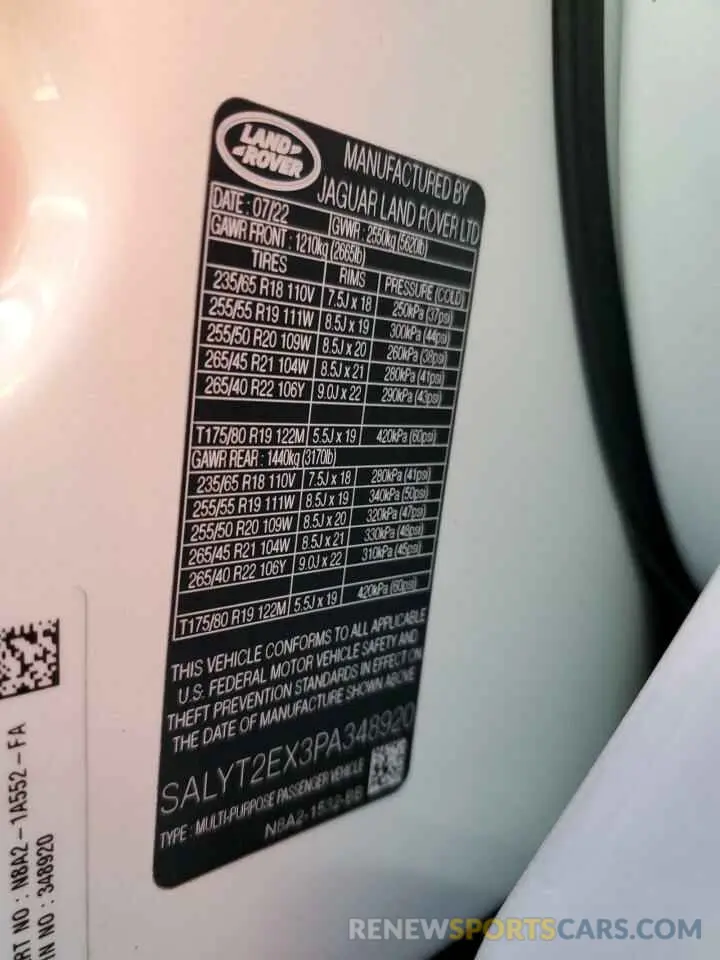 LAND
ROVER
MANUFACTURED BY
JAGUAR LAND ROVER LTD
DATE : 07/22 GVWR : 2550kg (5620lb)
GAWR FRONT : 1210kg (2665lb)
TIRES RIMS PRESSURE (COLD)
235/65 R18 110V 7.5J x 18 250kPa (37psi)
255/55 R19 111W 8.5J x 19 300kPa (44psi)
255/50 R20 109W 8.5J x 20 260kPa (38psi)
265/45 R21 104W 8.5J x 21 280kPa (41psi)
265/40 R22 106Y 9.0J x 22 290kPa (43psi)
T175/80 R19 122M 5.5J x 19 420kPa (60psi)
GAWR REAR : 1440kg (3170lb)
235/65 R18 110V 7.5J x 18 280kPa (41psi)
255/55 R19 111W 8.5J x 19 340kPa (50psi)
255/50 R20 109W 8.5J x 20 320kPa (47psi)
265/45 R21 104W 8.5J x 21 330kPa (48psi)
265/40 R22 106Y 9.0J x 22 310kPa (45psi)
T175/80 R19 122M 5.5J x 19 420kPa (60psi)
THIS VEHICLE CONFORMS TO ALL APPLICABLE
U.S. FEDERAL MOTOR VEHICLE SAFETY AND
THEFT PREVENTION STANDARDS IN EFFECT ON
THE DATE OF MANUFACTURE SHOWN ABOVE
SALYT2EX3PA348920
TYPE : MULTI-PURPOSE PASSENGER VEHICLE
N8A2-1532-BB
RT NO : N8A2-1A552-FA
IN NO : 348920
RENEWSPORTSCARS.COM